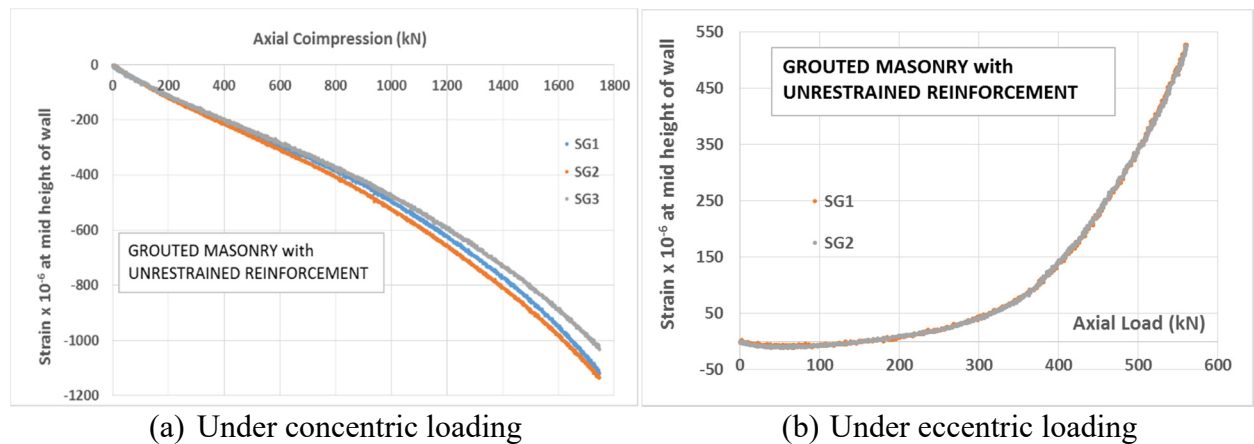 Axial Coimpression (kN)
0
0 200 400 600 800 1000 1200 1400 1600 1800
-200
-400
-600
-800
-1000
-1200
Strain x 10⁻⁶ at mid height of wall
SG1
SG2
SG3
GROUTED MASONRY with
UNRESTRAINED REINFORCEMENT
(a) Under concentric loading
550
450
350
250
150
50
-50
Strain x 10⁻⁶ at mid height of wall
GROUTED MASONRY with
UNRESTRAINED REINFORCEMENT
SG1
SG2
Axial Load (kN)
0 100 200 300 400 500 600
(b) Under eccentric loading